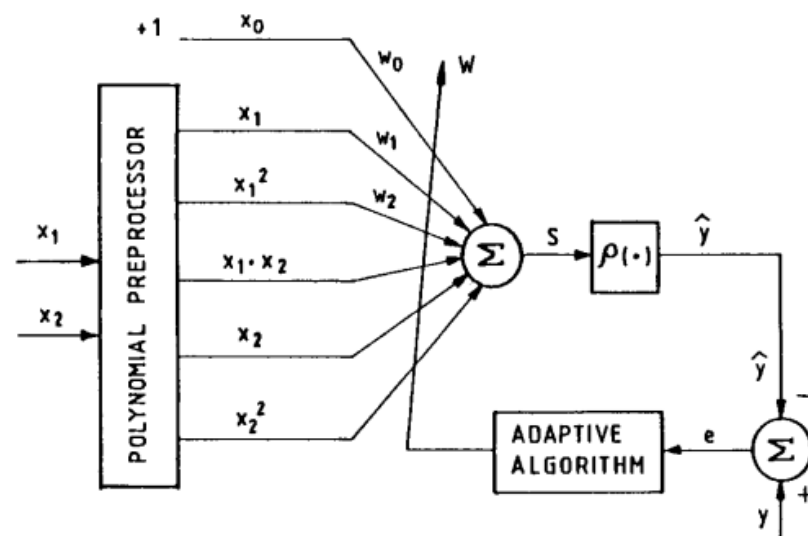 +1
x₀
w₀
W
x₁
w₁
x₁²
w₂
x₁
x₁ · x₂
x₂
x₂
x₂²
POLYNOMIAL PREPROCESSOR
Σ
S
ρ(·)
ŷ
ŷ
−
ADAPTIVE
ALGORITHM
e
Σ
+
y